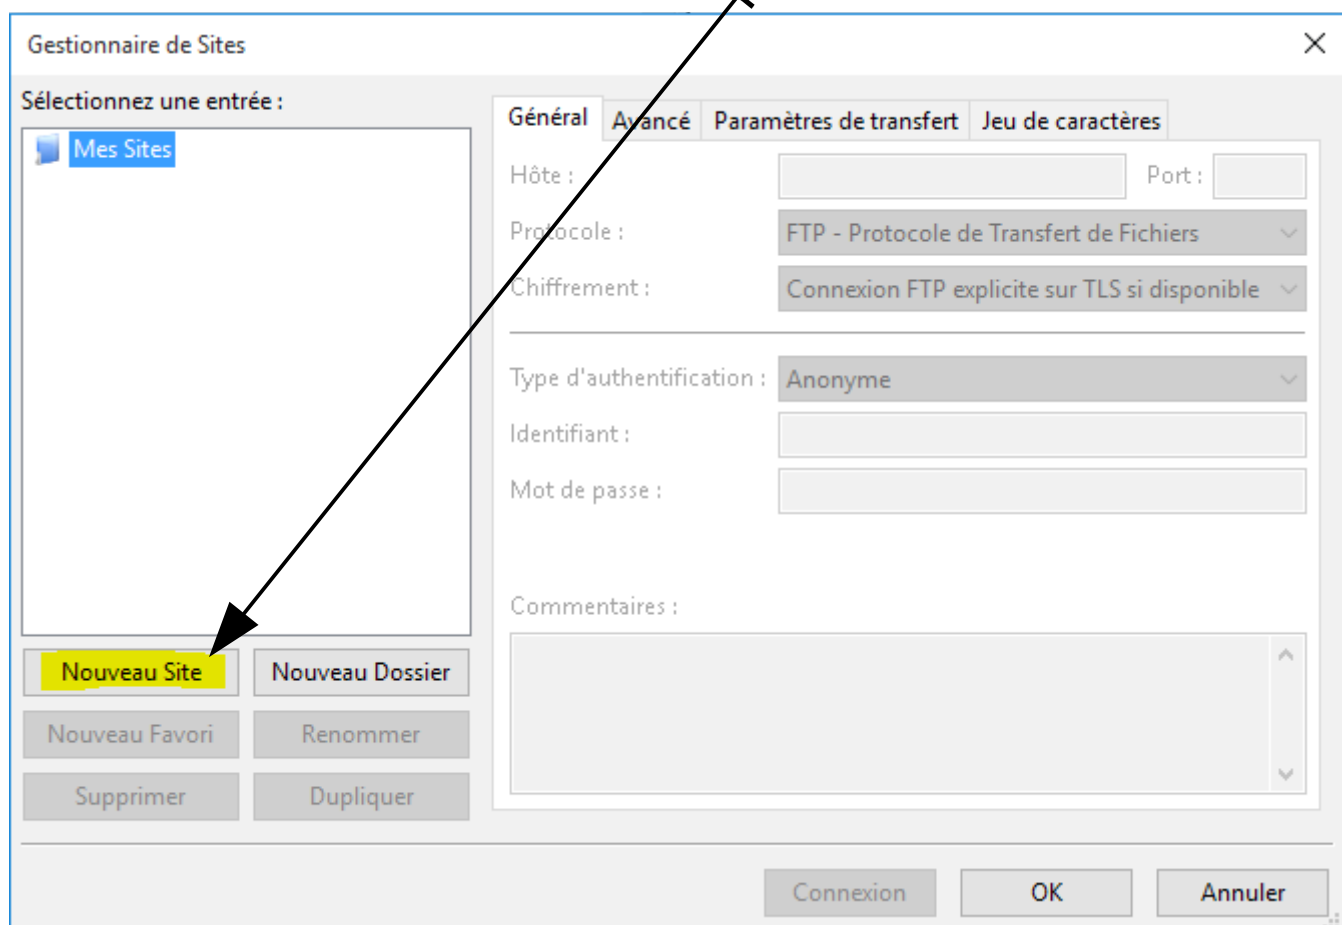 Gestionnaire de Sites
Sélectionnez une entrée :
Mes Sites
Général Avancé Paramètres de transfert Jeu de caractères
Hôte : Port :
Protocole : FTP - Protocole de Transfert de Fichiers
Chiffrement : Connexion FTP explicite sur TLS si disponible
Type d'authentification : Anonyme
Identifiant :
Mot de passe :
Commentaires :
Nouveau Site Nouveau Dossier
Nouveau Favori Renommer
Supprimer Dupliquer
Connexion OK Annuler